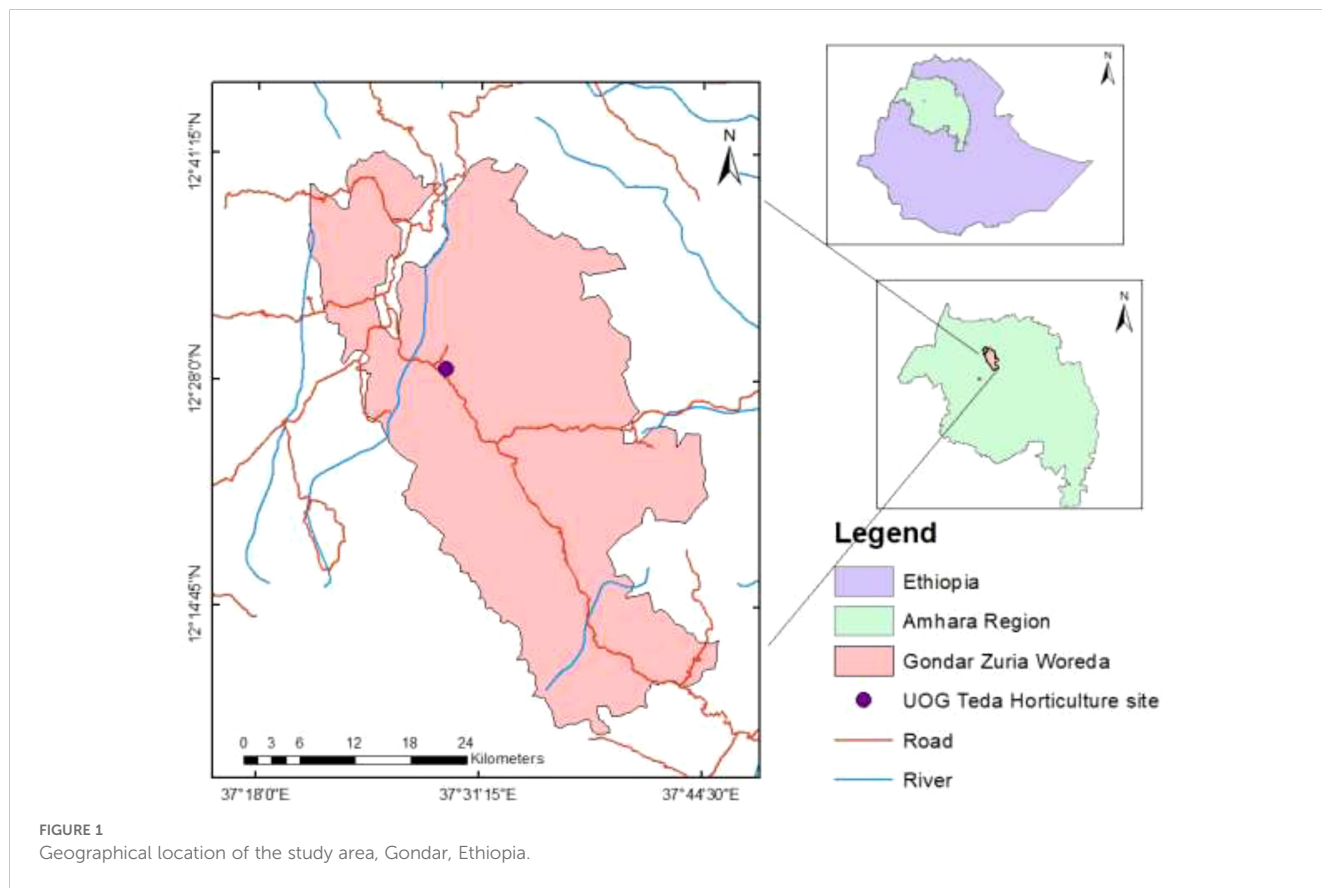 N
N
N
12°41'15"N
12°28'0"N
12°14'45"N
0 3 6 12 18 24
Kilometers
37°18'0"E 37°31'15"E 37°44'30"E
Legend
Ethiopia
Amhara Region
Gondar Zuria Woreda
UOG Teda Horticulture site
Road
River
FIGURE 1
Geographical location of the study area, Gondar, Ethiopia.